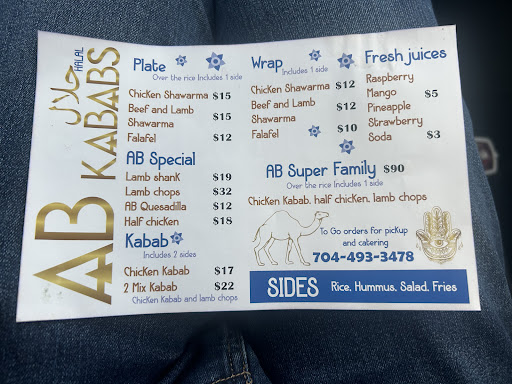 حلال
HALAL
AB KABABS
Plate
Over the rice Includes 1 side
Chicken Shawarma $15
Beef and Lamb
Shawarma $15
Falafel $12
AB Special
Lamb shank $19
Lamb chops $32
AB Quesadilla $12
Half chicken $18
Kabab
Includes 2 sides
Chicken Kabab $17
2 Mix Kabab $22
Chicken Kabab and lamb chops
Wrap
Includes 1 side
Chicken Shawarma $12
Beef and Lamb
Shawarma $12
Falafel $10
Fresh juices
Raspberry
Mango $5
Pineapple
Strawberry
Soda $3
AB Super Family $90
Over the rice Includes 1 side
Chicken Kabab, half chicken, lamb chops
To Go orders for pickup
and catering
704-493-3478
SIDES Rice, Hummus, Salad, Fries